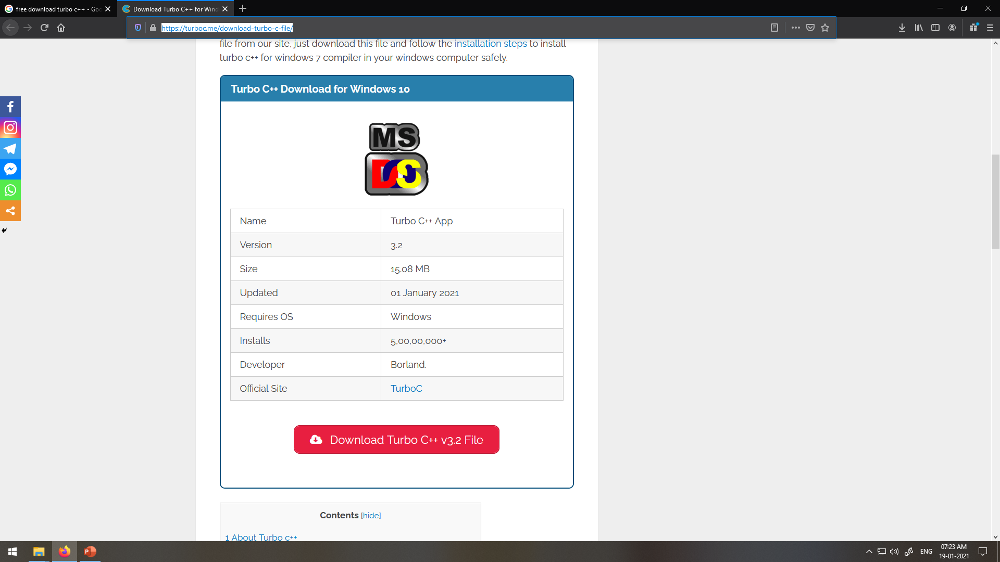 free download turbo c++ - Goo
Download Turbo C++ for Wind
https://turboc.me/download-turbo-c-file/
file from our site, just download this file and follow the installation steps to install
turbo c++ for windows 7 compiler in your windows computer safely.
Turbo C++ Download for Windows 10
MS
DOS
Name Turbo C++ App
Version 3.2
Size 15.08 MB
Updated 01 January 2021
Requires OS Windows
Installs 5,00,00,000+
Developer Borland.
Official Site TurboC
Download Turbo C++ v3.2 File
Contents [hide]
1 About Turbo c++
ENG
07:23 AM
19-01-2021